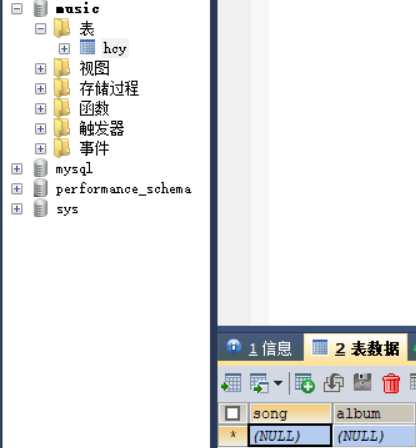 music
表
hcy
视图
存储过程
函数
触发器
事件
mysql
performance_schema
sys
1 信息
2 表数据
song album
* (NULL) (NULL)